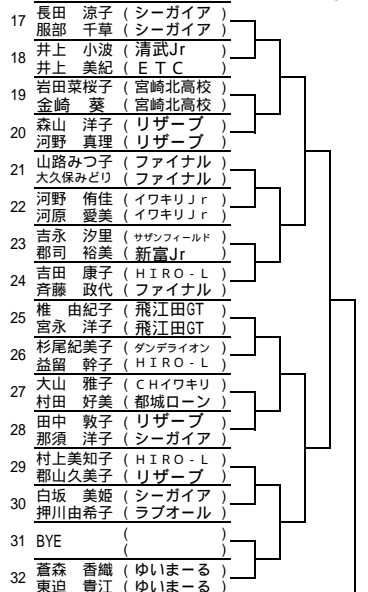 17 長田 涼子 ( シーガイア )
服部 千草 ( シーガイア )
18 井上 小波 ( 清武Jr )
井上 美紀 ( ETC )
19 岩田菜桜子 ( 宮崎北高校 )
金崎 葵 ( 宮崎北高校 )
20 森山 洋子 ( リザーブ )
河野 真理 ( リザーブ )
21 山路みつ子 ( ファイナル )
大久保みどり ( ファイナル )
22 河野 侑佳 ( イワキリJr )
河原 愛美 ( イワキリJr )
23 吉永 汐里 ( サザンフィールド )
郡司 裕美 ( 新富Jr )
24 吉田 康子 ( HIRO-L )
斉藤 政代 ( ファイナル )
25 椎 由紀子 ( 飛江田GT )
宮永 洋子 ( 飛江田GT )
26 杉尾紀美子 ( ダンデライオン )
益留 幹子 ( HIRO-L )
27 大山 雅子 ( CHイワキリ )
村田 好美 ( 都城ローン )
28 田中 敦子 ( リザーブ )
那須 洋子 ( シーガイア )
29 村上美知子 ( HIRO-L )
郡山久美子 ( リザーブ )
30 白坂 美姫 ( シーガイア )
押川由希子 ( ラブオール )
31 BYE ( )
( )
32 蒼森 香織 ( ゆいまーる )
東迫 貴江 ( ゆいまーる )